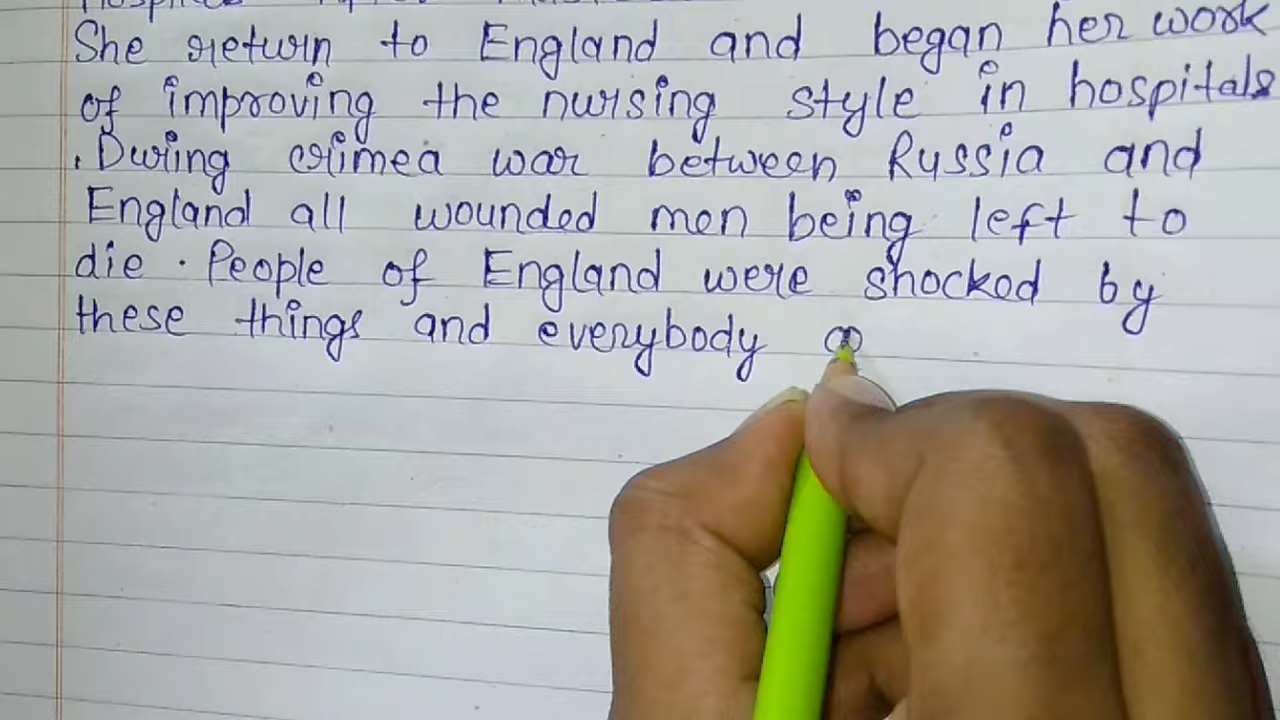 She return to England and began her work
of improving the nursing style in hospitals
. During crimea war between Russia and
England all wounded men being left to
die . People of England were shocked by
these things and everybody